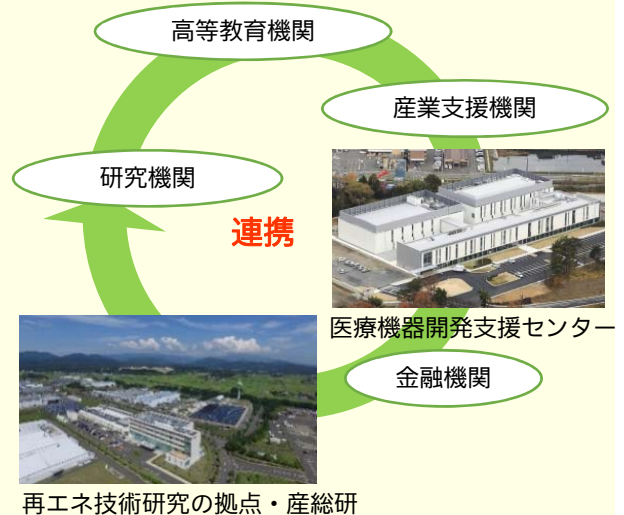 高等教育機関
産業支援機関
研究機関
連携
医療機器開発支援センター
金融機関
再エネ技術研究の拠点・産総研